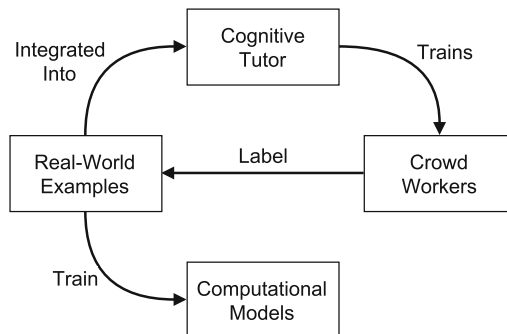 Integrated
Into
Cognitive
Tutor
Trains
Real-World
Examples
Label
Crowd
Workers
Train
Computational
Models